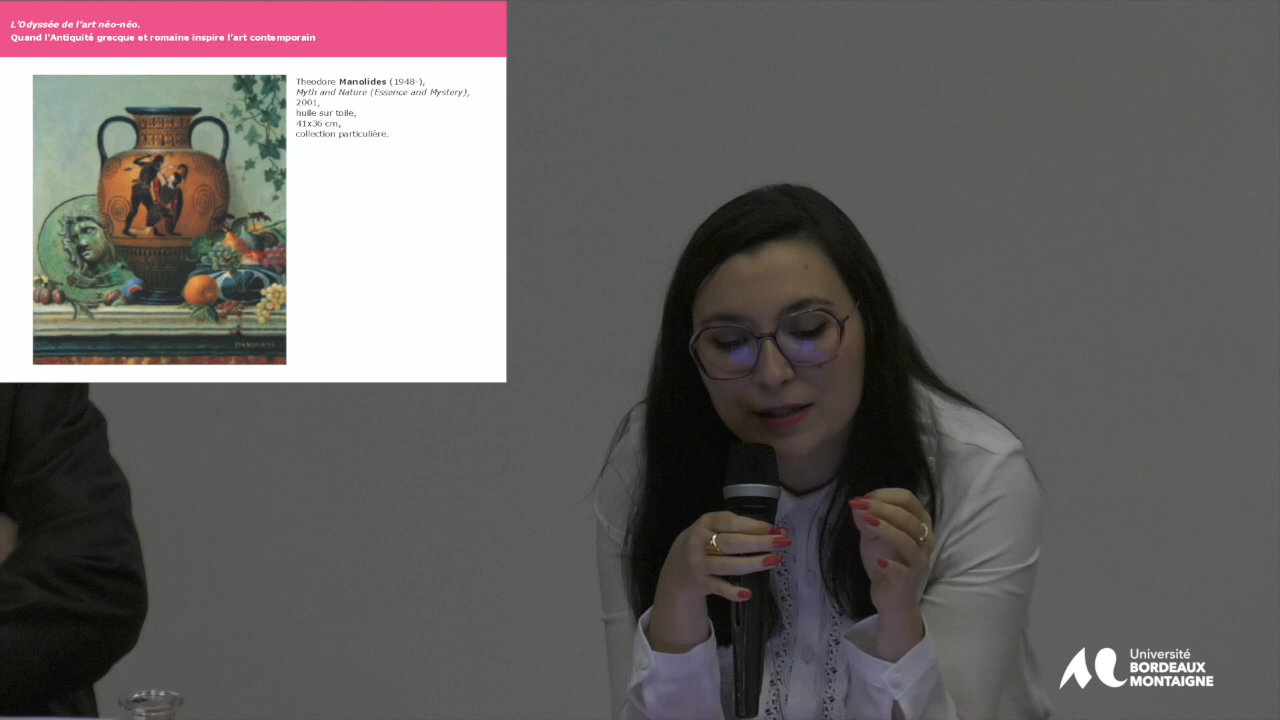 L'Odyssée de l'art néo-néo.
Quand l'Antiquité grecque et romaine inspire l'art contemporain
Theodore Manolides (1948-),
Myth and Nature (Essence and Mystery),
2001,
huile sur toile,
41x36 cm,
collection particulière.
MANOLIDES
Université
BORDEAUX
MONTAIGNE